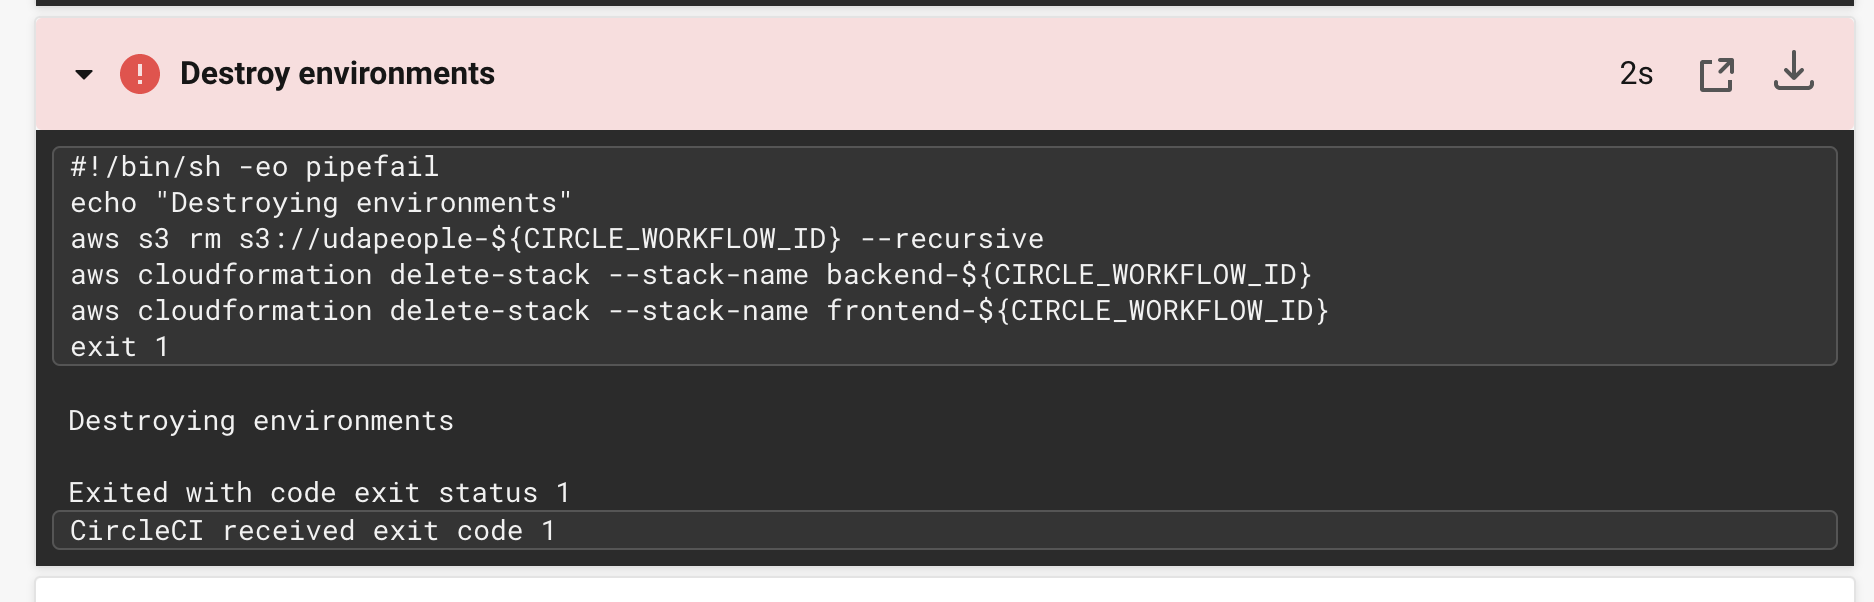 Destroy environments
2s
#!/bin/sh -eo pipefail
echo "Destroying environments"
aws s3 rm s3://udapeople-${CIRCLE_WORKFLOW_ID} --recursive
aws cloudformation delete-stack --stack-name backend-${CIRCLE_WORKFLOW_ID}
aws cloudformation delete-stack --stack-name frontend-${CIRCLE_WORKFLOW_ID}
exit 1
Destroying environments
Exited with code exit status 1
CircleCI received exit code 1